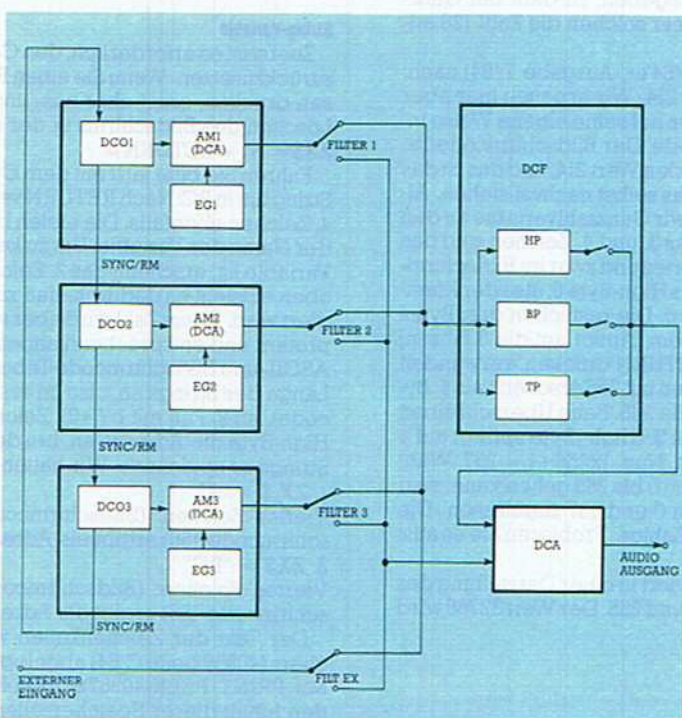 DCO1
AM1
(DCA)
EG1
SYNC/RM
FILTER 1
DCO2
AM2
(DCA)
EG2
SYNC/RM
FILTER 2
DCO3
AM3
(DCA)
EG3
SYNC/RM
FILTER 3
EXTERNER
EINGANG
FILT EX
DCF
HP
BP
TP
DCA
AUDIO
AUSGANG